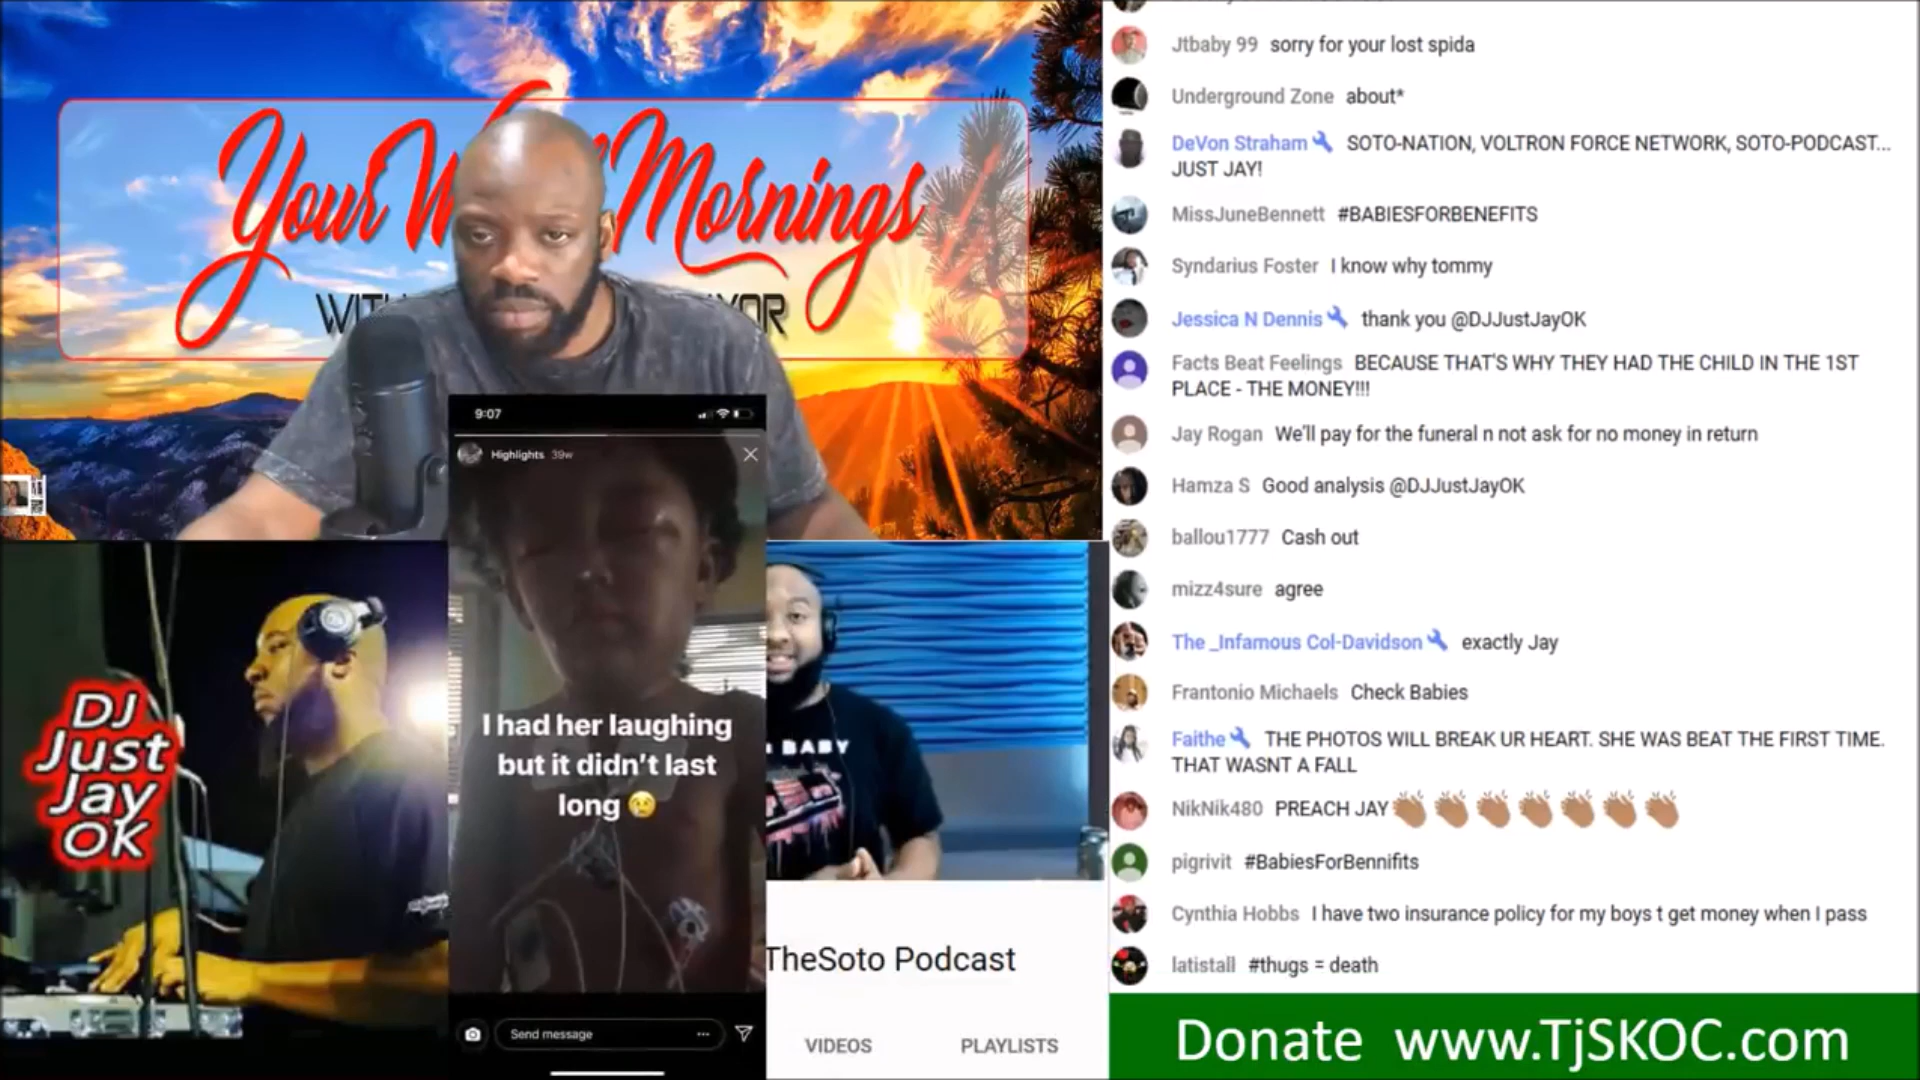 Your W Mornings
WITH
YOR
9:07
Highlights 39w
I had her laughing
but it didn't last
long 😢
Send message
DJ
Just
Jay
OK
BABY
TheSoto Podcast
VIDEOS PLAYLISTS
Jtbaby 99 sorry for your lost spida
Underground Zone about*
DeVon Straham SOTO-NATION, VOLTRON FORCE NETWORK, SOTO-PODCAST...
JUST JAY!
MissJuneBennett #BABIESFORBENEFITS
Syndarius Foster I know why tommy
Jessica N Dennis thank you @DJJustJayOK
Facts Beat Feelings BECAUSE THAT'S WHY THEY HAD THE CHILD IN THE 1ST
PLACE - THE MONEY!!!
Jay Rogan We'll pay for the funeral n not ask for no money in return
Hamza S Good analysis @DJJustJayOK
ballou1777 Cash out
mizz4sure agree
The _Infamous Col-Davidson exactly Jay
Frantonio Michaels Check Babies
Faithe THE PHOTOS WILL BREAK UR HEART. SHE WAS BEAT THE FIRST TIME.
THAT WASNT A FALL
NikNik480 PREACH JAY 👏🏽👏🏽👏🏽👏🏽👏🏽👏🏽👏🏽
pigrivit #BabiesForBennifits
Cynthia Hobbs I have two insurance policy for my boys t get money when I pass
latistall #thugs = death
Donate www.TjSKOC.com